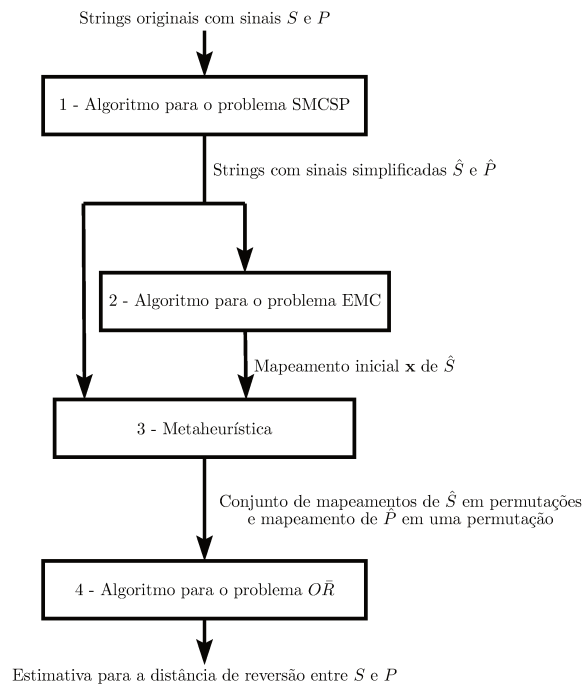 Strings originais com sinais S e P
1 - Algoritmo para o problema SMCSP
Strings com sinais simplificadas Ŝ e P̂
2 - Algoritmo para o problema EMC
Mapeamento inicial x de Ŝ
3 - Metaheurística
Conjunto de mapeamentos de Ŝ em permutações
e mapeamento de P̂ em uma permutação
4 - Algoritmo para o problema OR̄
Estimativa para a distância de reversão entre S e P